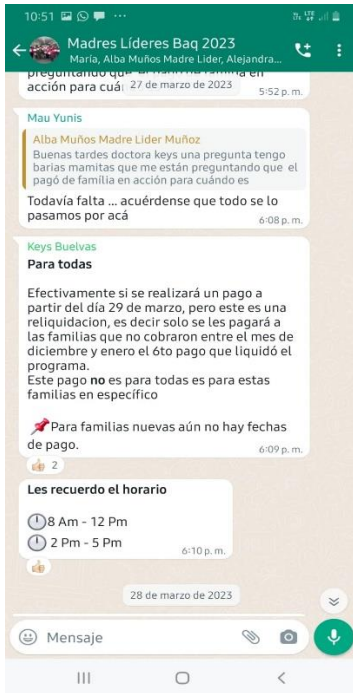 10:51
Madres Líderes Baq 2023
María, Alba Muños Madre Lider, Alejandra...
27 de marzo de 2023
acción para cuá
5:52 p. m.
Mau Yunis
Alba Muños Madre Lider Muñoz
Buenas tardes doctora keys una pregunta tengo
barias mamitas que me están preguntando que el
pagó de família en acción para cuándo es
Todavía falta ... acuérdense que todo se lo
pasamos por acá
6:08 p. m.
Keys Buelvas
Para todas
Efectivamente si se realizará un pago a
partir del día 29 de marzo, pero este es una
reliquidacion, es decir solo se les pagará a
las familias que no cobraron entre el mes de
diciembre y enero el 6to pago que liquidó el
programa.
Este pago no es para todas es para estas
familias en específico
📌Para familias nuevas aún no hay fechas
de pago.
6:09 p. m.
2
Les recuerdo el horario
🕛8 Am - 12 Pm
🕛 2 Pm - 5 Pm
6:10 p. m.
28 de marzo de 2023
Mensaje